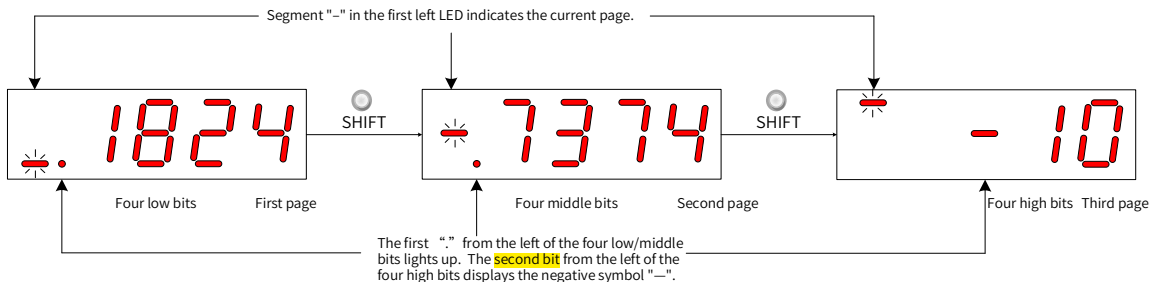 Segment "–" in the first left LED indicates the current page.
1824
SHIFT
7374
SHIFT
- 10
Four low bits
First page
Four middle bits
Second page
Four high bits
Third page
The first “.” from the left of the four low/middle
bits lights up. The second bit from the left of the
four high bits displays the negative symbol "—".